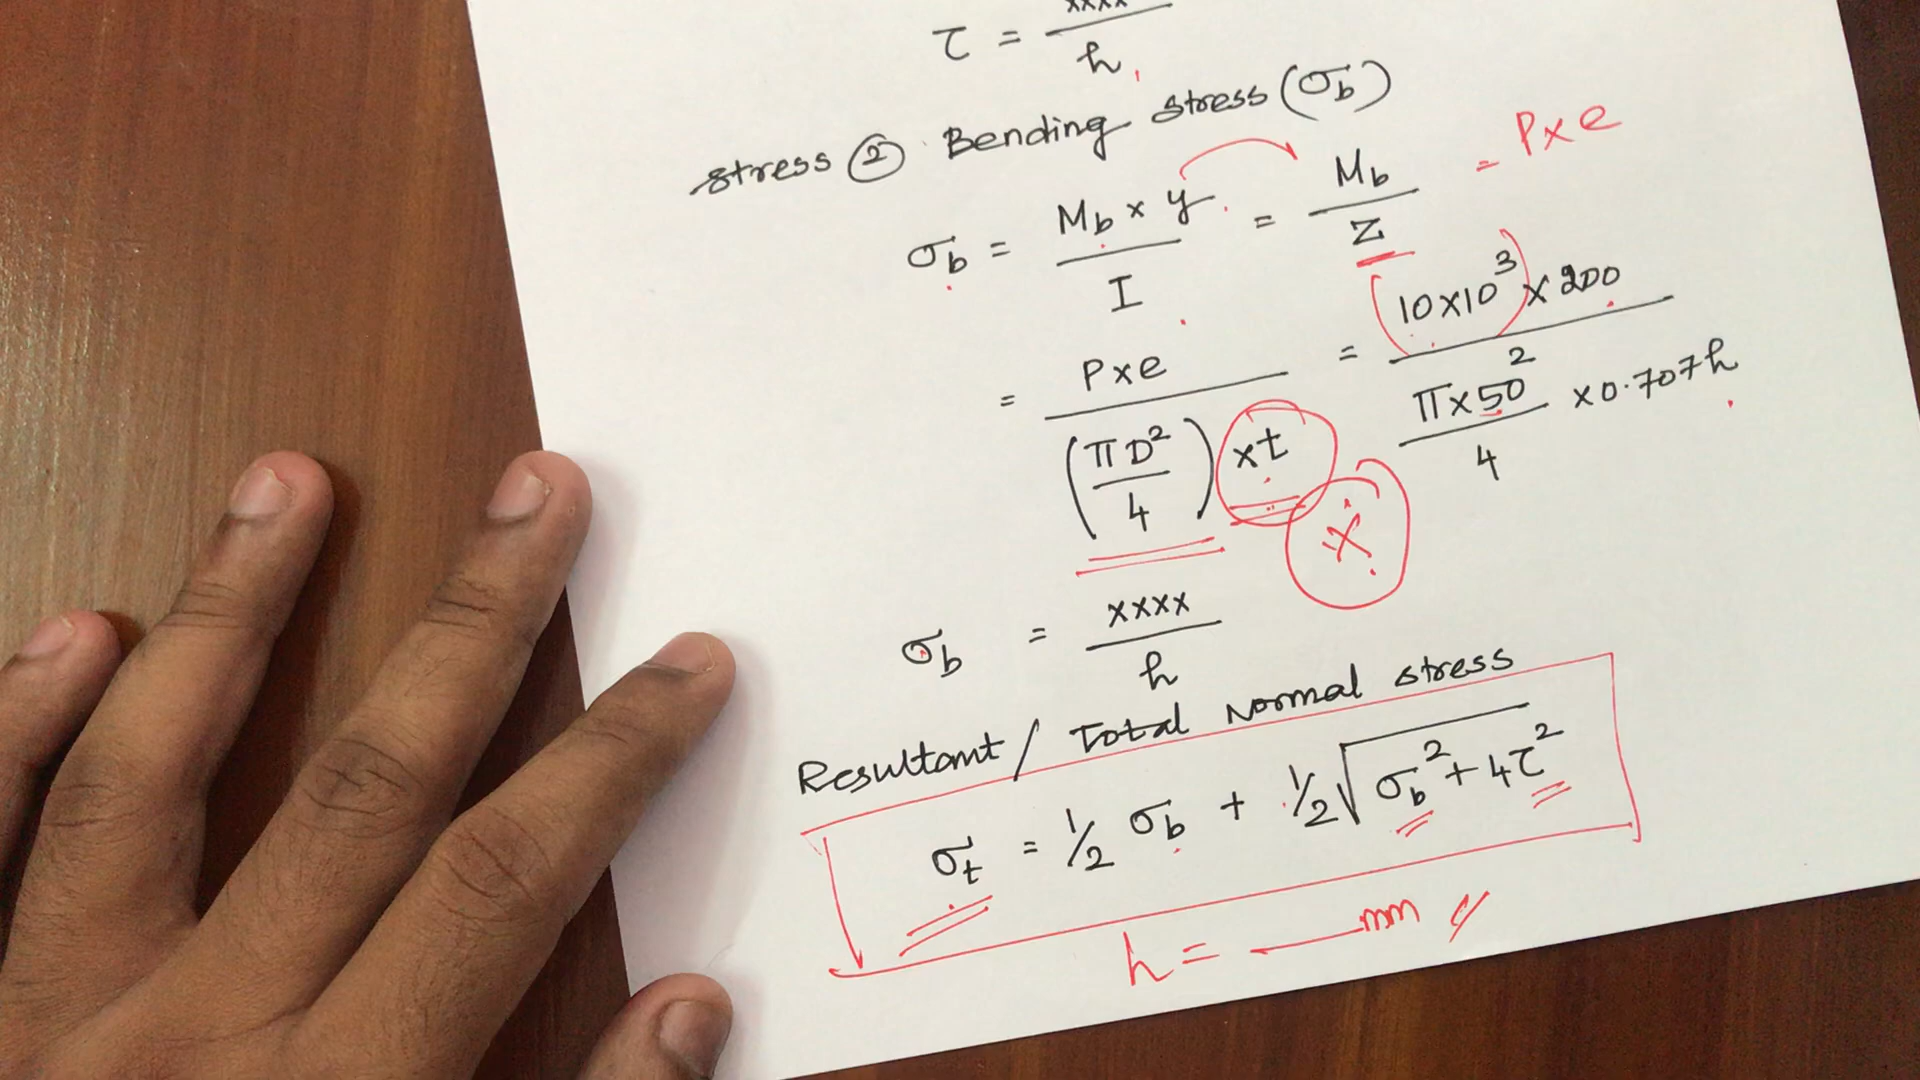 τ = xxxx / h
stress ② Bending stress (σb)
σb = Mb × y / I = Mb / Z = P×e
= P×e / (πD²/4) ×t = (10×10³) × 200 / π×50²/4 × 0.707h
X
σb = xxxx / h
Resultant / Total Normal stress
σt = 1/2 σb + 1/2 √σb² + 4τ²
h = ___ mm